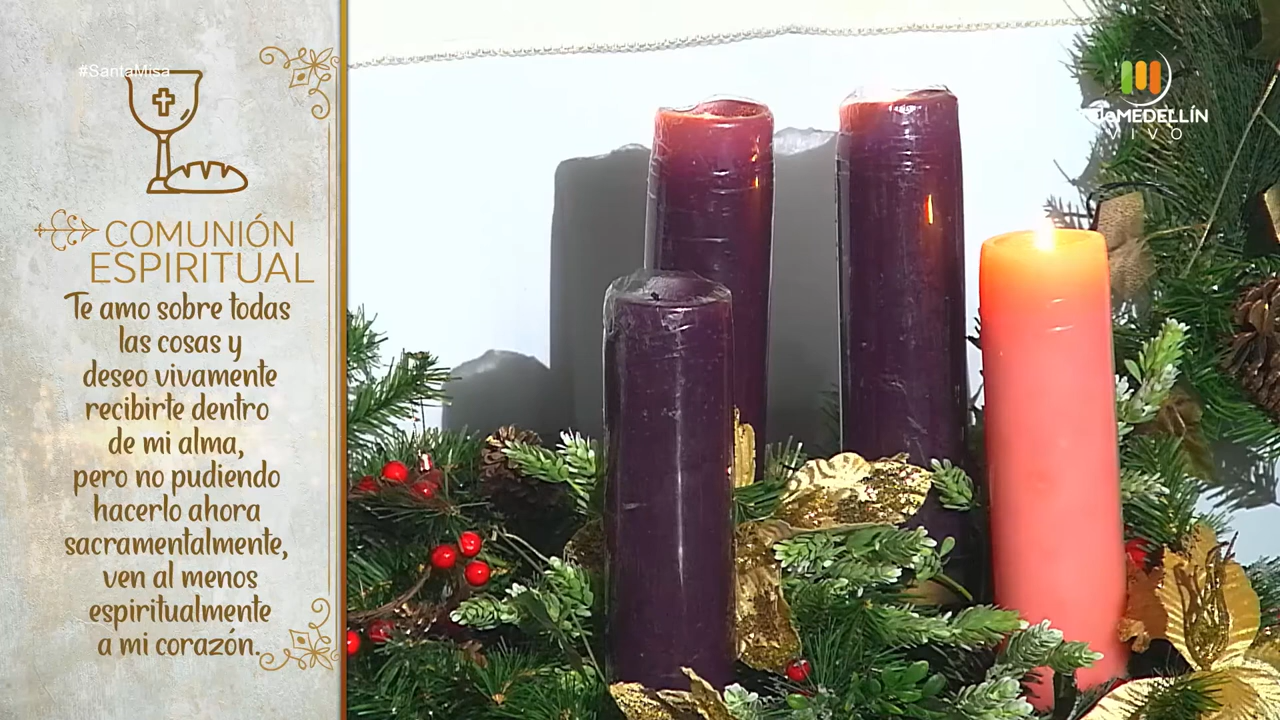 #SantaMisa
COMUNIÓN
ESPIRITUAL
Te amo sobre todas
las cosas y
deseo vivamente
recibirte dentro
de mi alma,
pero no pudiendo
hacerlo ahora
sacramentalmente,
ven al menos
espiritualmente
a mi corazón.
teleMEDELLÍN
VIVO